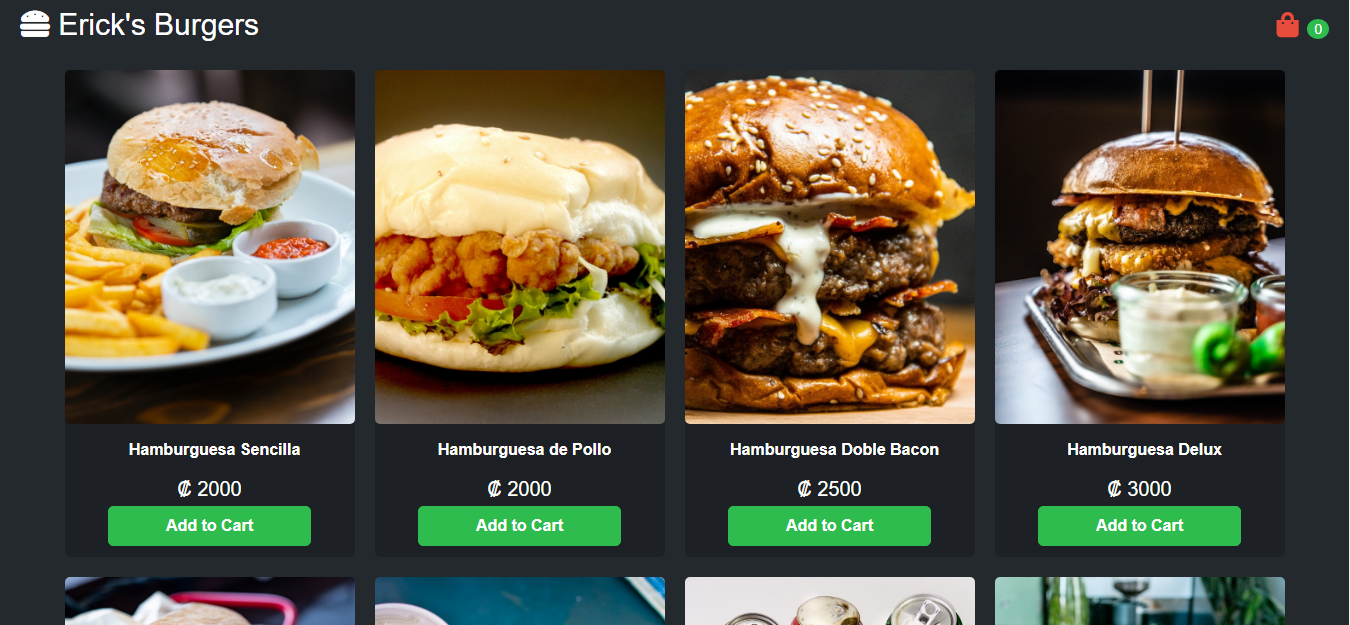 Erick's Burgers
0
Hamburguesa Sencilla
Hamburguesa de Pollo
Hamburguesa Doble Bacon
Hamburguesa Delux
₡ 2000
₡ 2000
₡ 2500
₡ 3000
Add to Cart
Add to Cart
Add to Cart
Add to Cart